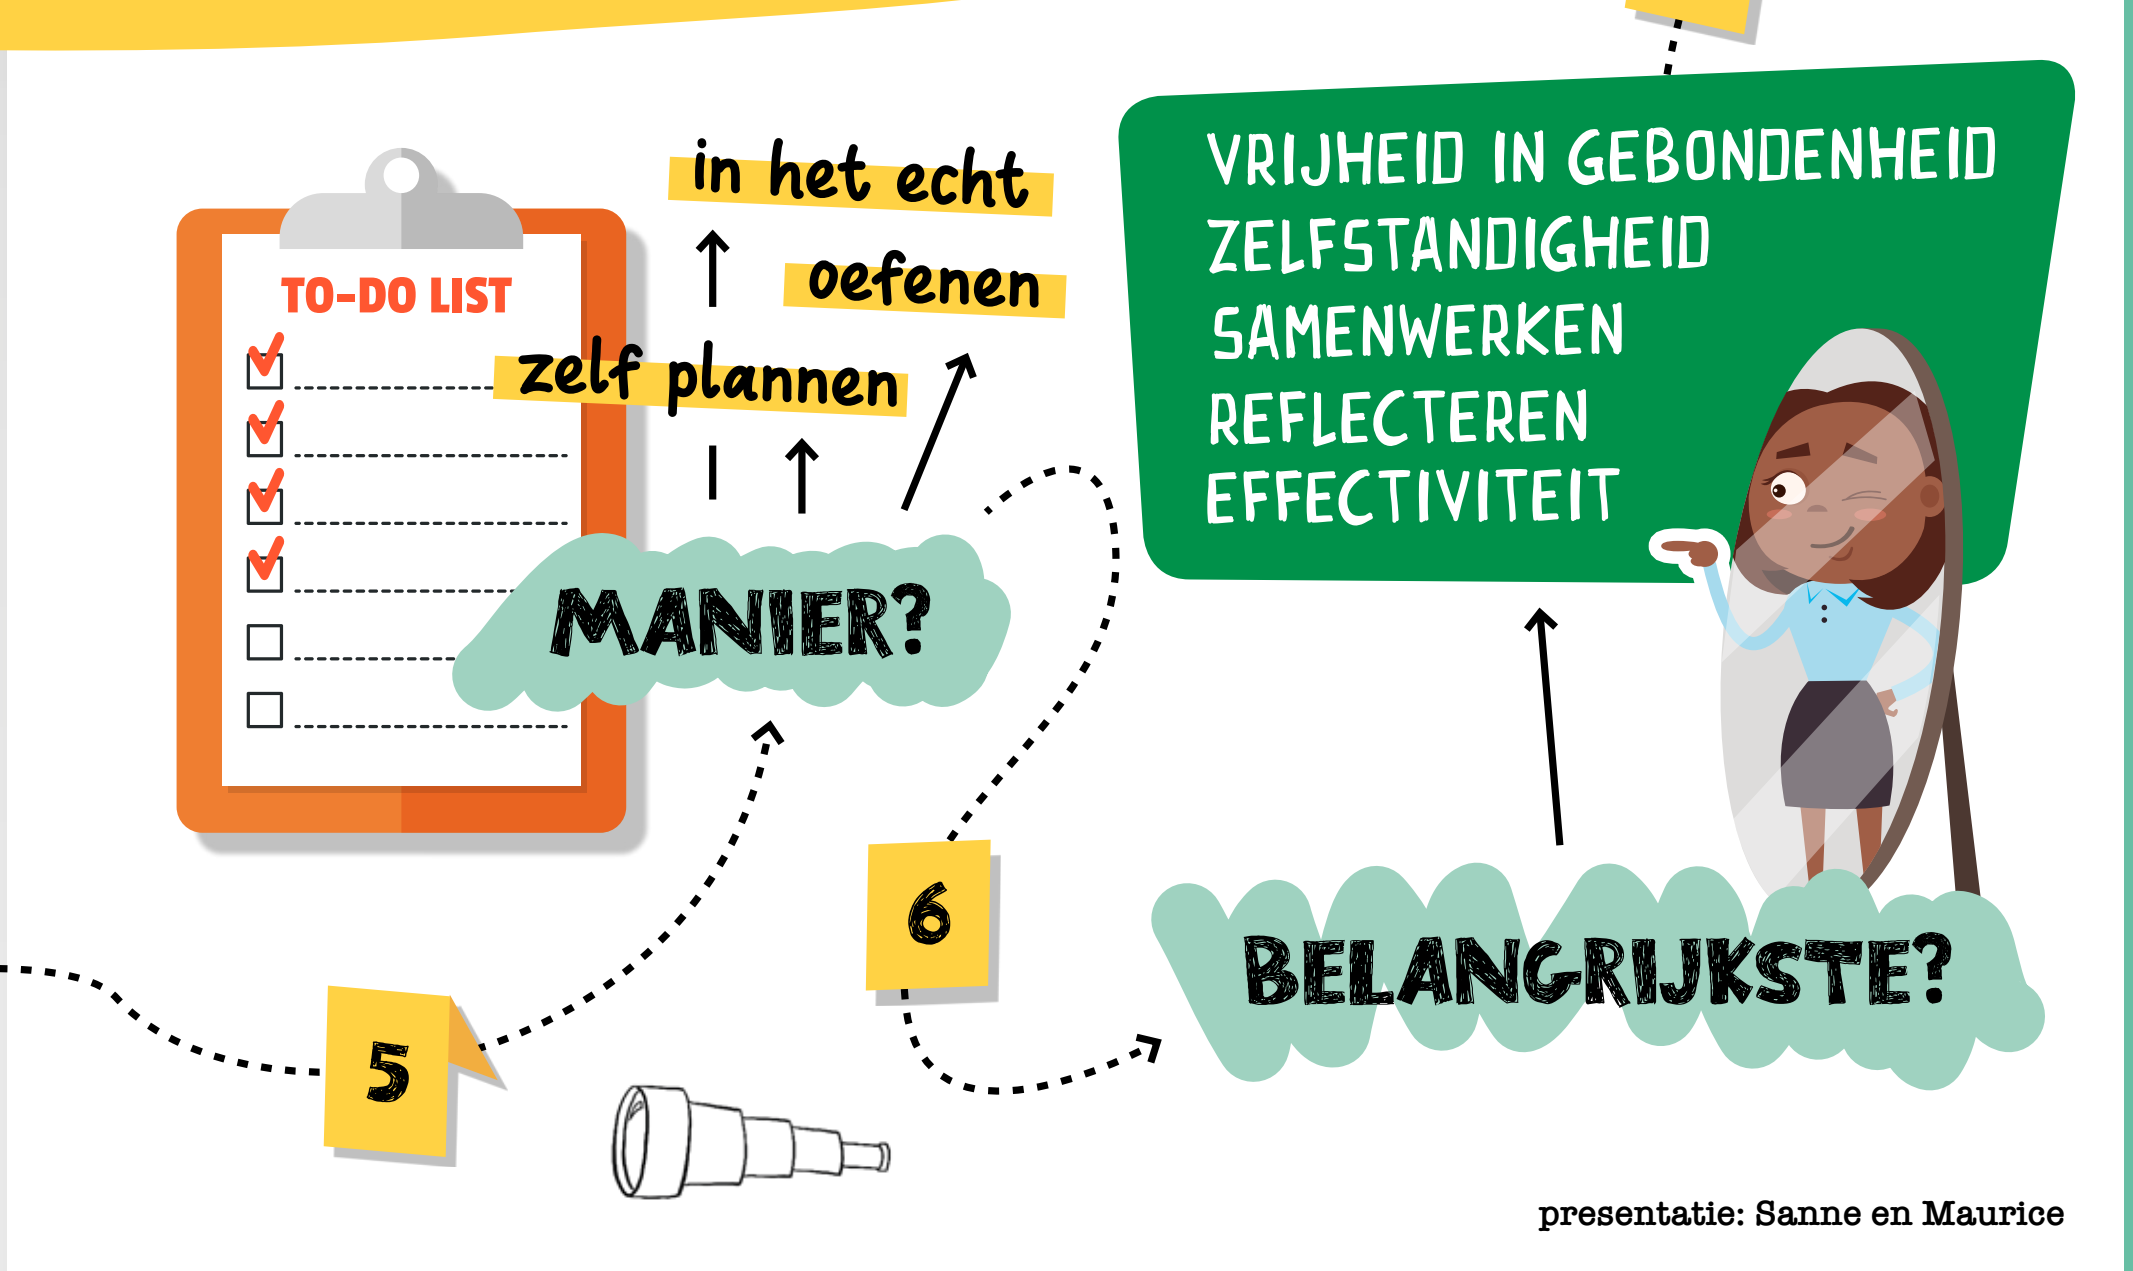 in het echt
oefenen
zelf plannen
TO-DO LIST
MANIER?
5
6
VRIJHEID IN GEBONDENHEID
ZELFSTANDIGHEID
SAMENWERKEN
REFLECTEREN
EFFECTIVITEIT
BELANGRIJKSTE?
presentatie: Sanne en Maurice